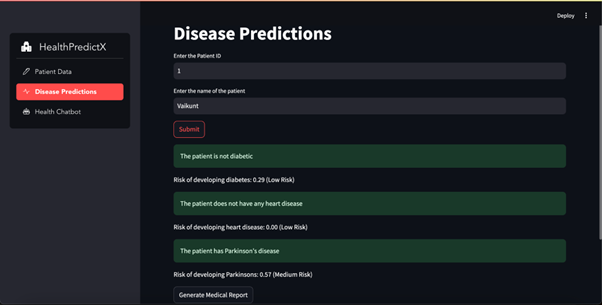 Deploy
HealthPredictX
Patient Data
Disease Predictions
Health Chatbot
Disease Predictions
Enter the Patient ID
1
Enter the name of the patient
Vaikunt
Submit
The patient is not diabetic
Risk of developing diabetes: 0.29 (Low Risk)
The patient does not have any heart disease
Risk of developing heart disease: 0.00 (Low Risk)
The patient has Parkinson's disease
Risk of developing Parkinsons: 0.57 (Medium Risk)
Generate Medical Report